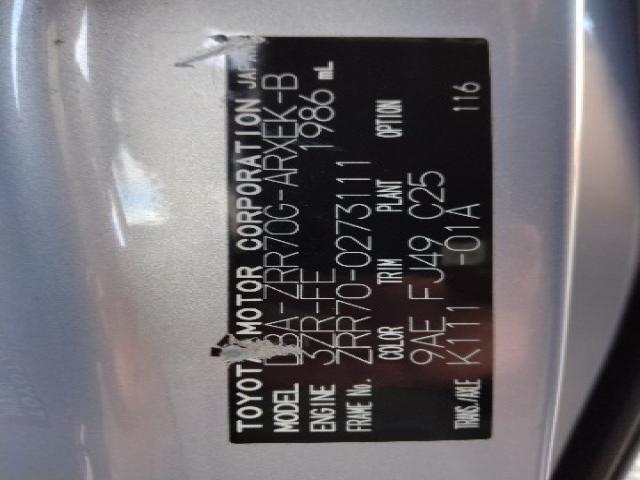 TOYOTA MOTOR CORPORATION JAPAN
MODEL DBA-ZRR70G-ARXEK-B
ENGINE 3ZR-FE 1986 mL
FRAME No. ZRR70-0273111
COLOR TRIM PLANT OPTION
9AE FJ49 C25
TRANS./AXLE K111 -01A 116